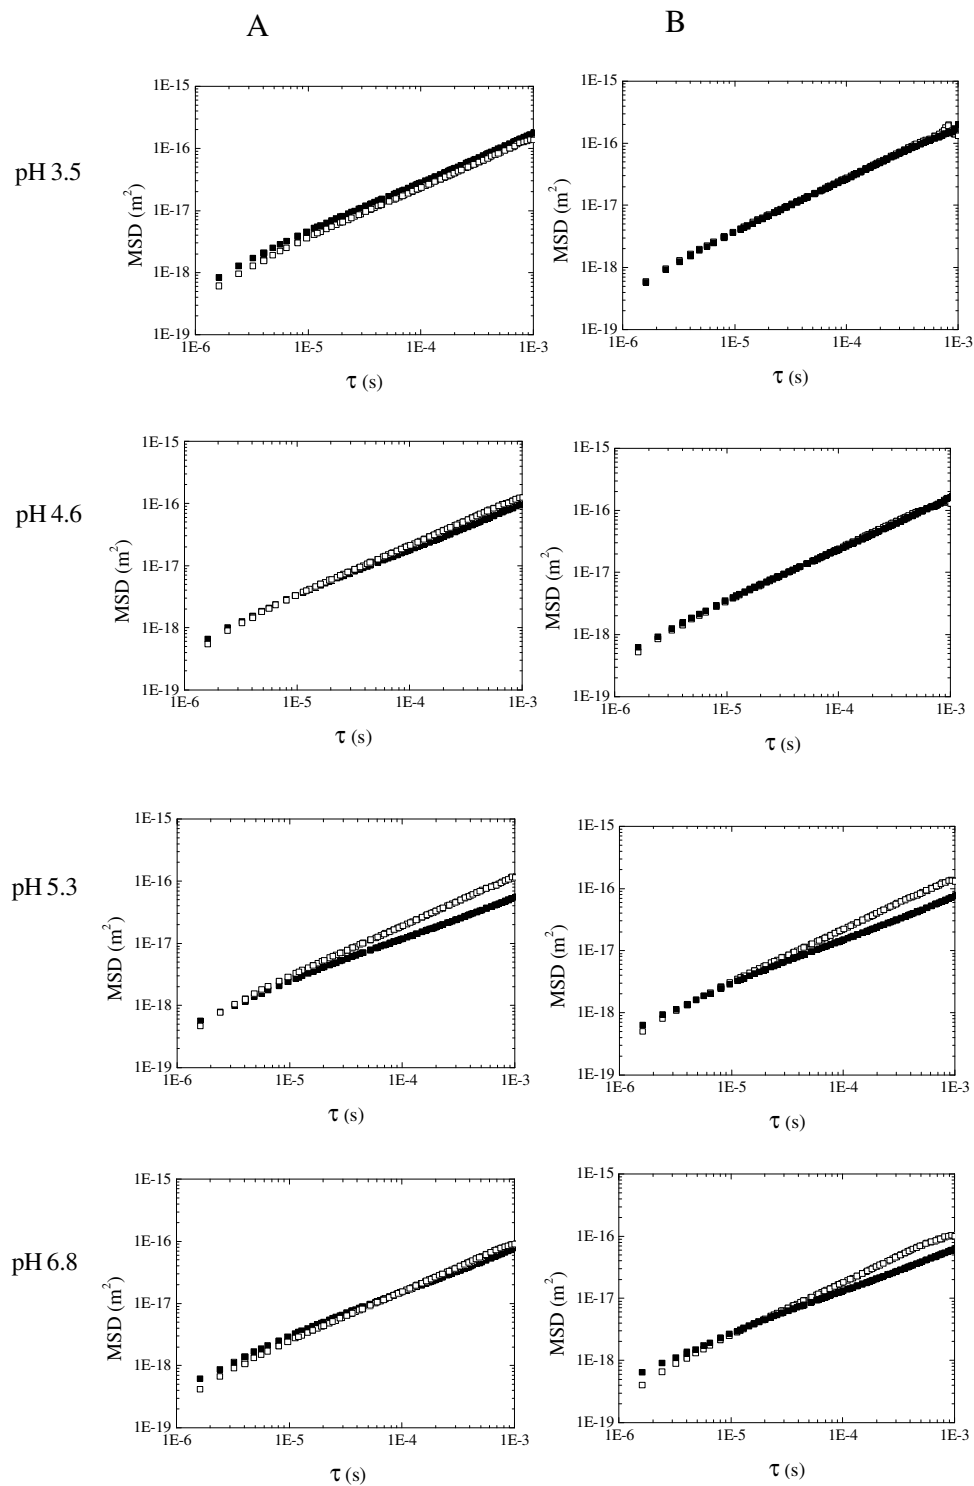 A
B
pH 3.5
MSD (m²)
1E-15
1E-16
1E-17
1E-18
1E-19
1E-6
1E-5
1E-4
1E-3
τ (s)
MSD (m²)
1E-15
1E-16
1E-17
1E-18
1E-19
1E-6
1E-5
1E-4
1E-3
τ (s)
pH 4.6
MSD (m²)
1E-15
1E-16
1E-17
1E-18
1E-19
1E-6
1E-5
1E-4
1E-3
τ (s)
MSD (m²)
1E-15
1E-16
1E-17
1E-18
1E-19
1E-6
1E-5
1E-4
1E-3
τ (s)
pH 5.3
MSD (m²)
1E-15
1E-16
1E-17
1E-18
1E-19
1E-6
1E-5
1E-4
1E-3
τ (s)
MSD (m²)
1E-15
1E-16
1E-17
1E-18
1E-19
1E-6
1E-5
1E-4
1E-3
τ (s)
pH 6.8
MSD (m²)
1E-15
1E-16
1E-17
1E-18
1E-19
1E-6
1E-5
1E-4
1E-3
τ (s)
MSD (m²)
1E-15
1E-16
1E-17
1E-18
1E-19
1E-6
1E-5
1E-4
1E-3
τ (s)